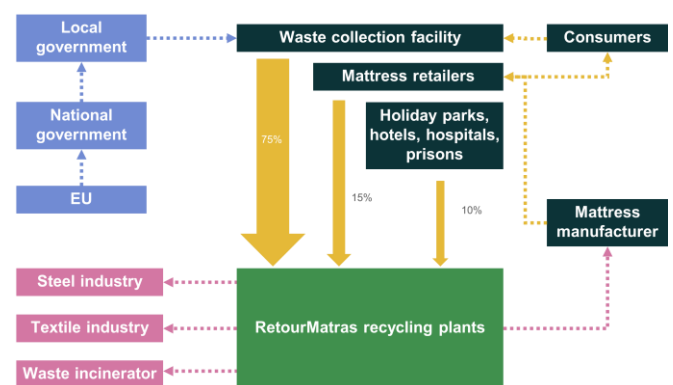 Local
government
Waste collection facility
Consumers
Mattress retailers
National
government
Holiday parks,
hotels, hospitals,
prisons
75%
EU
15%
10%
Mattress
manufacturer
Steel industry
Textile industry
RetourMatras recycling plants
Waste incinerator